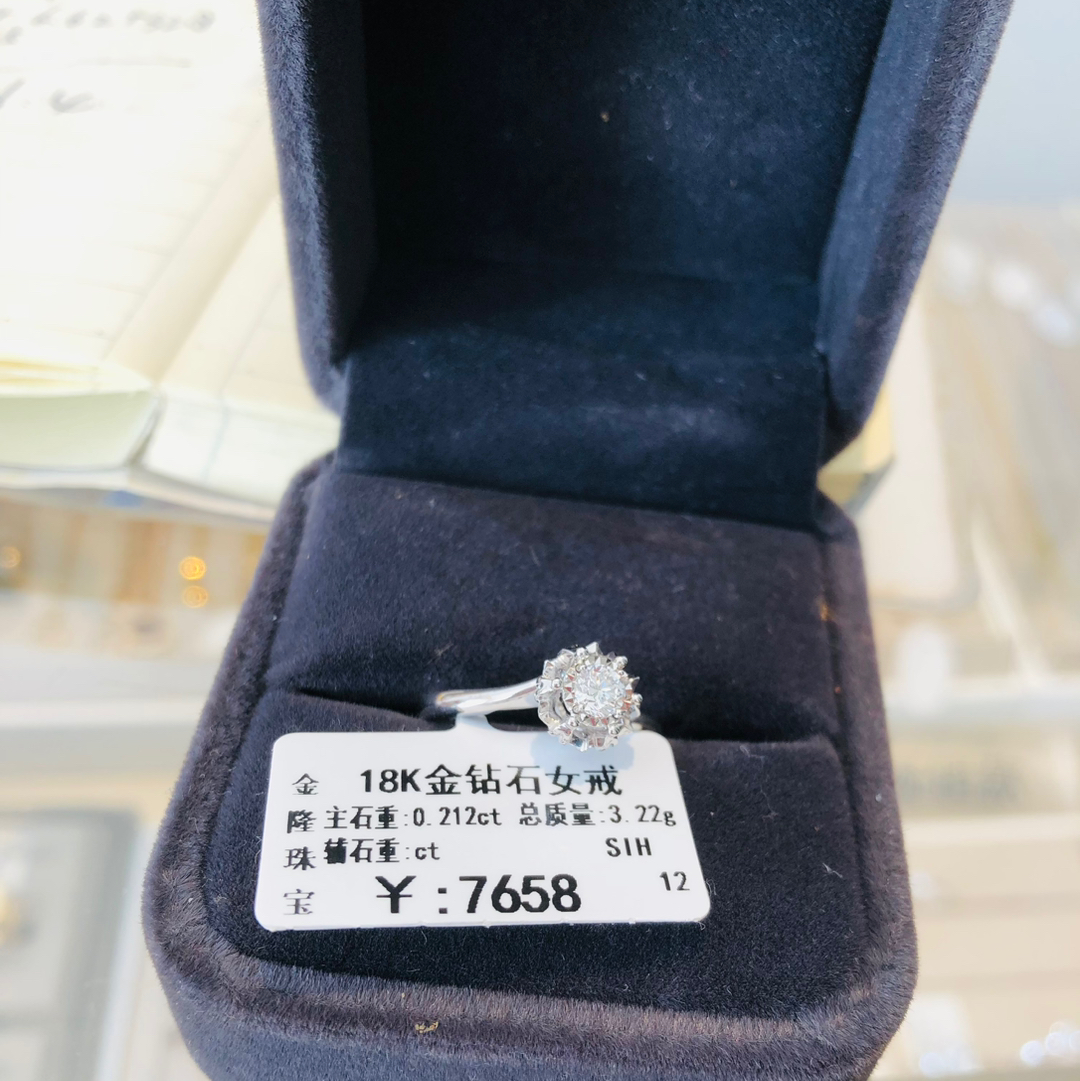 金隆珠宝
18K金钻石女戒
主石重:0.212ct 总质量:3.22g
辅石重:ct SIH
¥:7658 12